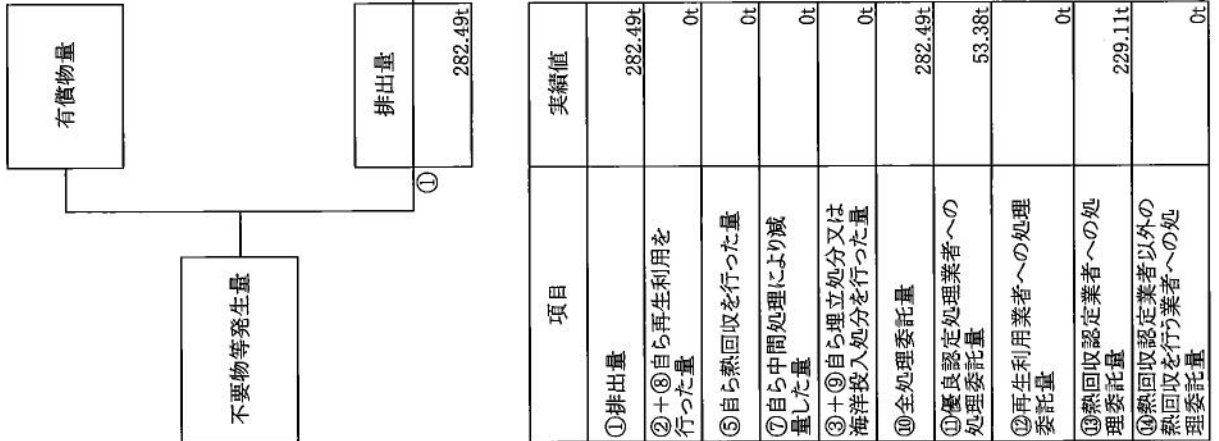 不要物等発生量
有償物量
排出量
①
282.49t
項目
実績値
①排出量
282.49t
②+⑧自ら再生利用を
行った量
0t
⑤自ら熱回収を行った量
0t
⑦自ら中間処理により減
量した量
0t
③+⑨自ら埋立処分又は
海洋投入処分を行った量
0t
⑩全処理委託量
282.49t
⑪優良認定処理業者への
処理委託量
53.38t
⑫再生利用業者への処理
委託量
0t
⑬熱回収認定業者への処
理委託量
229.11t
⑭熱回収認定業者以外の
熱回収を行う業者への処
理委託量
0t